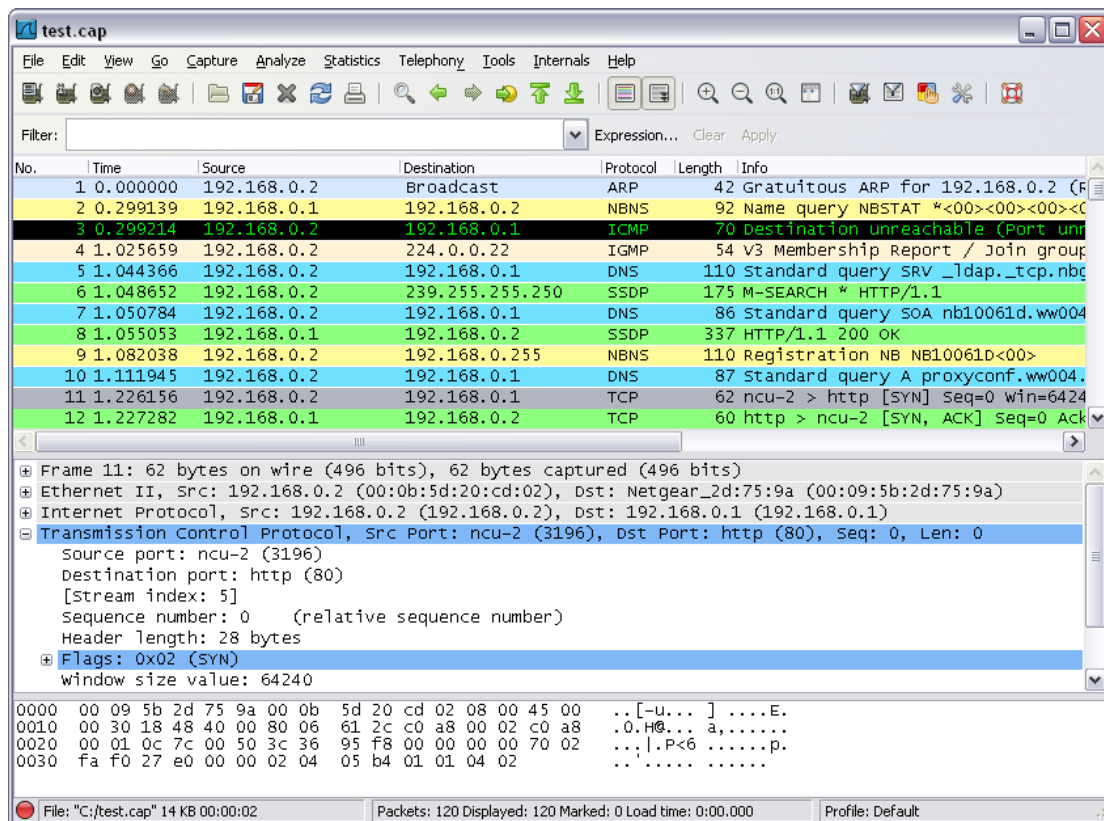 test.cap
File Edit View Go Capture Analyze Statistics Telephony Tools Internals Help
Filter: Expression... Clear Apply
No. Time Source Destination Protocol Length Info
1 0.000000 192.168.0.2 Broadcast ARP 42 Gratuitous ARP for 192.168.0.2 (R
2 0.299139 192.168.0.1 192.168.0.2 NBNS 92 Name query NBSTAT *<00><00><00><0
3 0.299214 192.168.0.2 192.168.0.1 ICMP 70 Destination unreachable (Port unr
4 1.025659 192.168.0.2 224.0.0.22 IGMP 54 V3 Membership Report / Join group
5 1.044366 192.168.0.2 192.168.0.1 DNS 110 Standard query SRV _ldap._tcp.nbg
6 1.048652 192.168.0.2 239.255.255.250 SSDP 175 M-SEARCH * HTTP/1.1
7 1.050784 192.168.0.2 192.168.0.1 DNS 86 Standard query SOA nb10061d.ww004
8 1.055053 192.168.0.1 192.168.0.2 SSDP 337 HTTP/1.1 200 OK
9 1.082038 192.168.0.2 192.168.0.255 NBNS 110 Registration NB NB10061D<00>
10 1.111945 192.168.0.2 192.168.0.1 DNS 87 Standard query A proxyconf.ww004.
11 1.226156 192.168.0.2 192.168.0.1 TCP 62 ncu-2 > http [SYN] Seq=0 Win=6424
12 1.227282 192.168.0.1 192.168.0.2 TCP 60 http > ncu-2 [SYN, ACK] Seq=0 Ack
Frame 11: 62 bytes on wire (496 bits), 62 bytes captured (496 bits)
Ethernet II, Src: 192.168.0.2 (00:0b:5d:20:cd:02), Dst: Netgear_2d:75:9a (00:09:5b:2d:75:9a)
Internet Protocol, Src: 192.168.0.2 (192.168.0.2), Dst: 192.168.0.1 (192.168.0.1)
Transmission Control Protocol, Src Port: ncu-2 (3196), Dst Port: http (80), Seq: 0, Len: 0
Source port: ncu-2 (3196)
Destination port: http (80)
[Stream index: 5]
Sequence number: 0 (relative sequence number)
Header length: 28 bytes
Flags: 0x02 (SYN)
Window size value: 64240
0000 00 09 5b 2d 75 9a 00 0b 5d 20 cd 02 08 00 45 00 ..[-u... ] ....E.
0010 00 30 18 48 40 00 80 06 61 2c c0 a8 00 02 c0 a8 .0.H@... a,......
0020 00 01 0c 7c 00 50 3c 36 95 f8 00 00 00 00 70 02 ...|.P<6 ......p.
0030 fa f0 27 e0 00 00 02 04 05 b4 01 01 04 02 ..'..... ......
File: "C:/test.cap" 14 KB 00:00:02 Packets: 120 Displayed: 120 Marked: 0 Load time: 0:00.000 Profile: Default